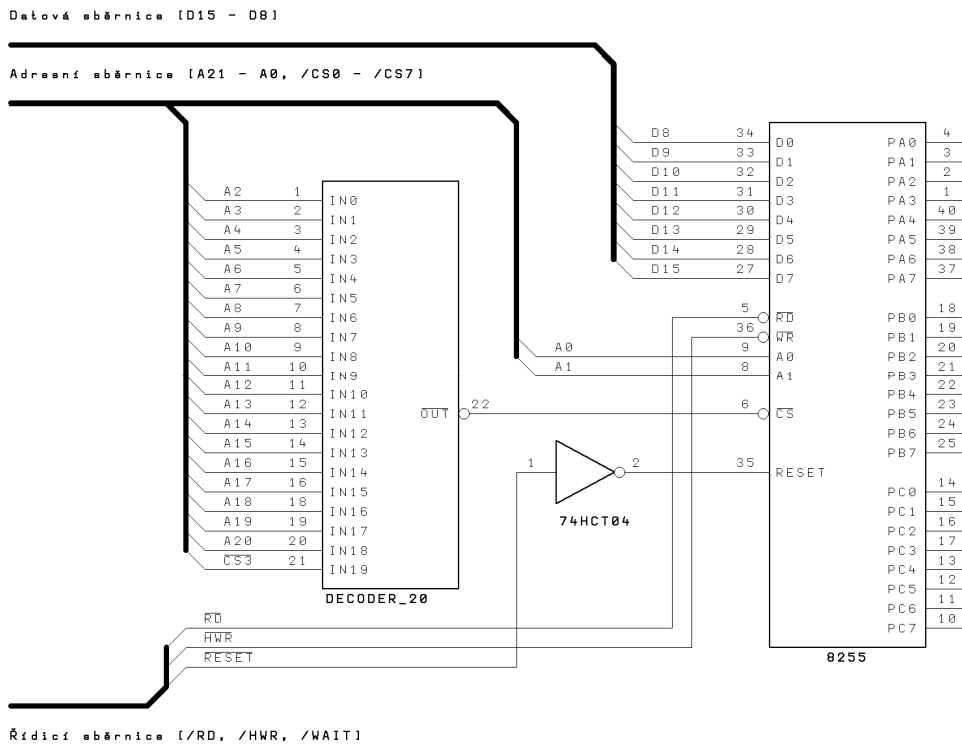 Datová sběrnice [D15 - D8]
Adresní sběrnice [A21 - A0, /CS0 - /CS7]
A2 1 IN0
A3 2 IN1
A4 3 IN2
A5 4 IN3
A6 5 IN4
A7 6 IN5
A8 7 IN6
A9 8 IN7
A10 9 IN8
A11 10 IN9
A12 11 IN10
A13 12 IN11
A14 13 IN12
A15 14 IN13
A16 15 IN14
A17 16 IN15
A18 18 IN16
A19 19 IN17
A20 20 IN18
CS3 21 IN19
OUT 22
DECODER_20
1 2
74HCT04
D8 34 D0
D9 33 D1
D10 32 D2
D11 31 D3
D12 30 D4
D13 29 D5
D14 28 D6
D15 27 D7
5 RD
36 WR
A0 9 A0
A1 8 A1
6 CS
35 RESET
PA0 4
PA1 3
PA2 2
PA3 1
PA4 40
PA5 39
PA6 38
PA7 37
PB0 18
PB1 19
PB2 20
PB3 21
PB4 22
PB5 23
PB6 24
PB7 25
PC0 14
PC1 15
PC2 16
PC3 17
PC4 13
PC5 12
PC6 11
PC7 10
8255
RD
HWR
RESET
Řídicí sběrnice [/RD, /HWR, /WAIT]